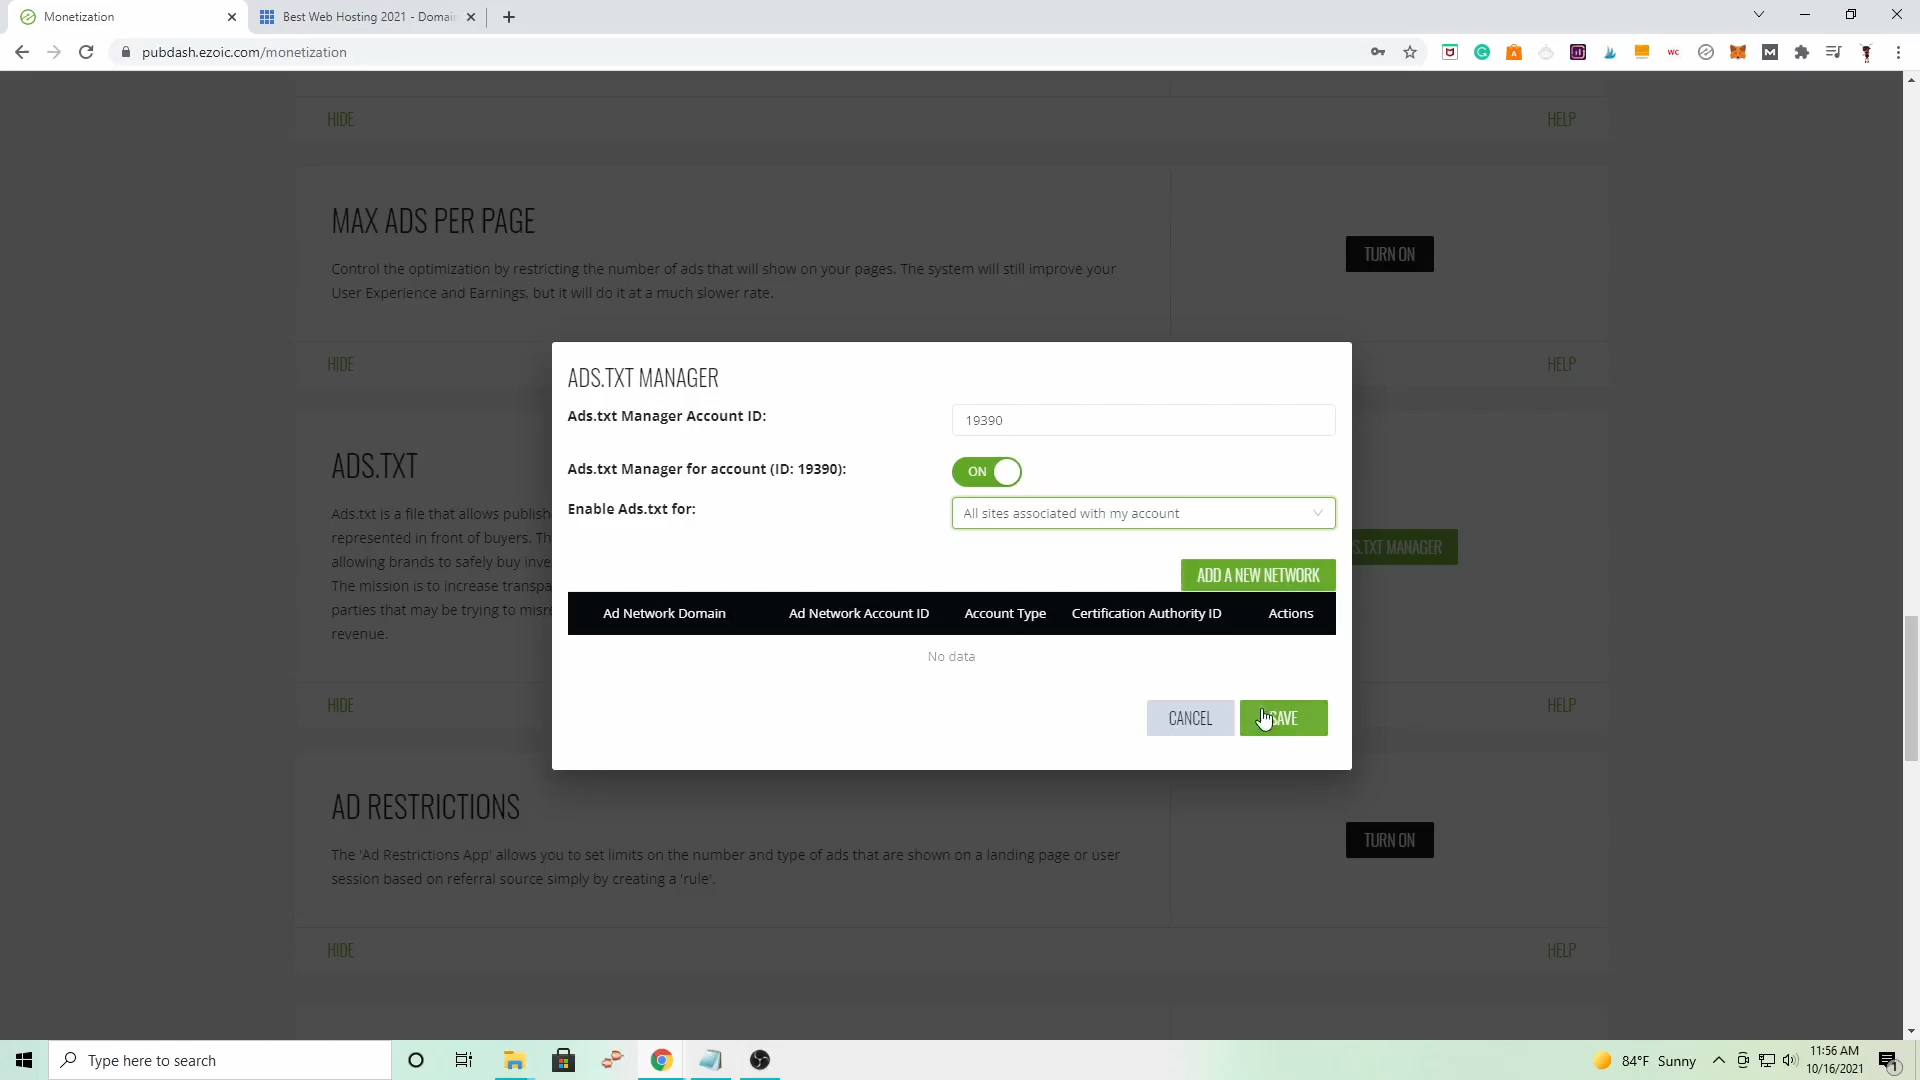 Monetization
Best Web Hosting 2021 - Domain
pubdash.ezoic.com/monetization
HIDE
HELP
MAX ADS PER PAGE
Control the optimization by restricting the number of ads that will show on your pages. The system will still improve your
User Experience and Earnings, but it will do it at a much slower rate.
TURN ON
HIDE
HELP
ADS.TXT MANAGER
Ads.txt Manager Account ID:
19390
Ads.txt Manager for account (ID: 19390):
ON
Enable Ads.txt for:
All sites associated with my account
ADD A NEW NETWORK
Ad Network Domain
Ad Network Account ID
Account Type
Certification Authority ID
Actions
No data
CANCEL
SAVE
ADS.TXT
Ads.txt is a file that allows publish
represented in front of buyers. Th
allowing brands to safely buy inve
The mission is to increase transpa
parties that may be trying to misr
revenue.
S.TXT MANAGER
HIDE
HELP
AD RESTRICTIONS
The 'Ad Restrictions App' allows you to set limits on the number and type of ads that are shown on a landing page or user
session based on referral source simply by creating a 'rule'.
TURN ON
HIDE
HELP
Type here to search
84°F Sunny
11:56 AM
10/16/2021
1